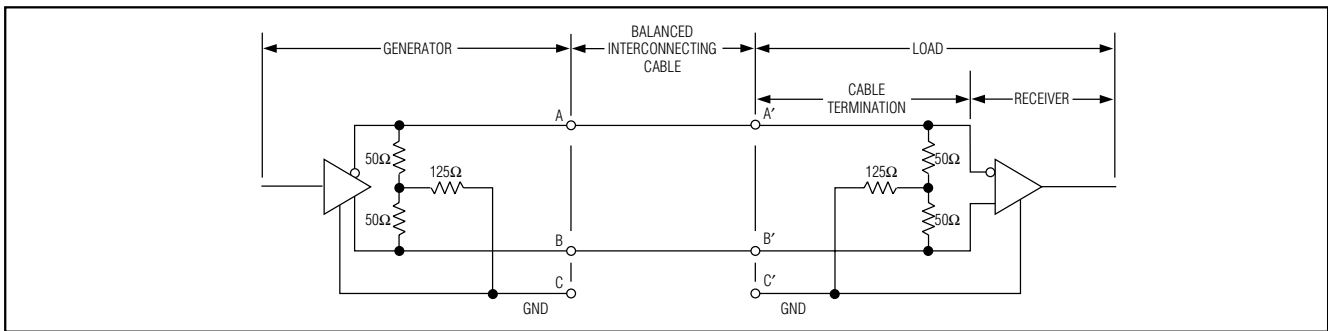 GENERATOR
BALANCED
INTERCONNECTING
CABLE
LOAD
CABLE
TERMINATION
RECEIVER
A
A′
50Ω
125Ω
50Ω
125Ω
50Ω
50Ω
B
B′
C
C′
GND
GND